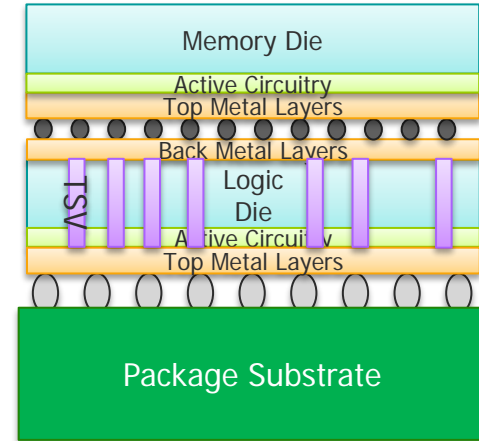 Memory Die
Active Circuitry
Top Metal Layers
Back Metal Layers
TSV
Logic
Die
Active Circuitry
Top Metal Layers
Package Substrate